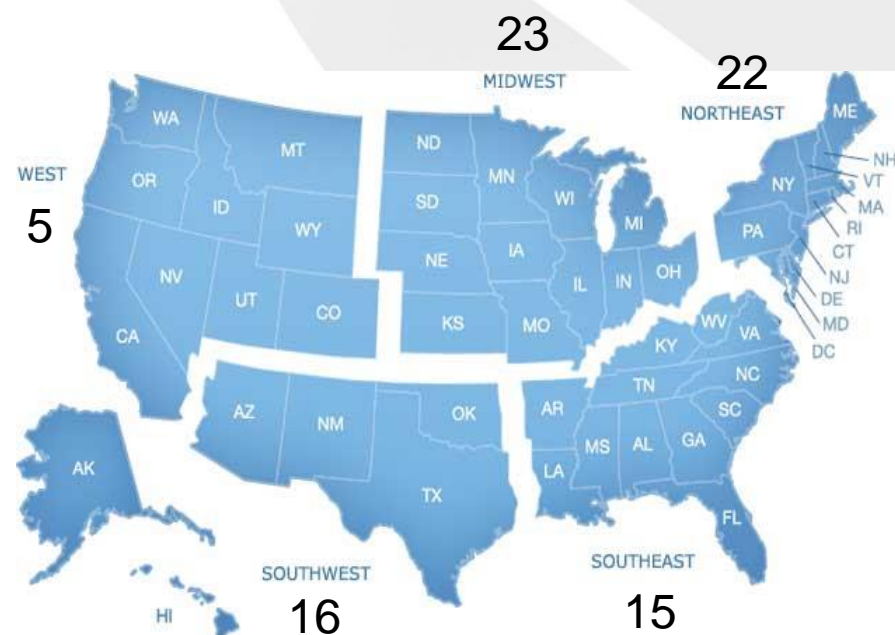 23
MIDWEST
22
NORTHEAST
ME
WA
MT
ND
MN
NH
VT
WEST
OR
ID
SD
WI
NY
MA
5
WY
MI
RI
PA
CT
NV
NE
IA
NJ
UT
CO
IL
IN
OH
DE
CA
KS
MO
WV
VA
MD
KY
DC
NC
TN
AZ
NM
OK
AR
SC
MS
AL
GA
AK
LA
TX
FL
SOUTHWEST
SOUTHEAST
HI
16
15